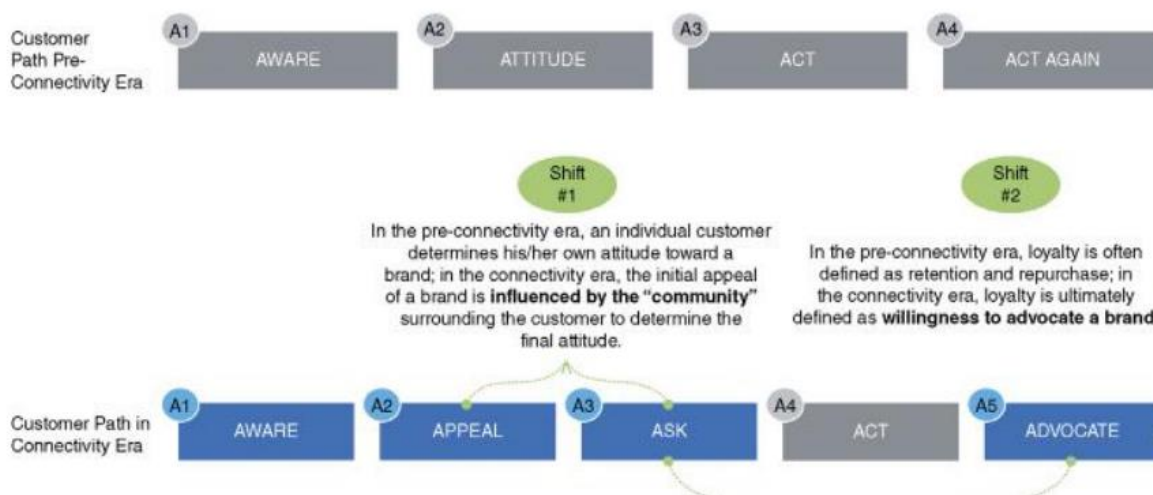 Customer
Path Pre-
Connectivity Era
A1
AWARE
A2
ATTITUDE
A3
ACT
A4
ACT AGAIN
Shift
#1
In the pre-connectivity era, an individual customer
determines his/her own attitude toward a
brand; in the connectivity era, the initial appeal
of a brand is influenced by the “community”
surrounding the customer to determine the
final attitude.
Shift
#2
In the pre-connectivity era, loyalty is often
defined as retention and repurchase; in
the connectivity era, loyalty is ultimately
defined as willingness to advocate a brand
Customer Path in
Connectivity Era
A1
AWARE
A2
APPEAL
A3
ASK
A4
ACT
A5
ADVOCATE